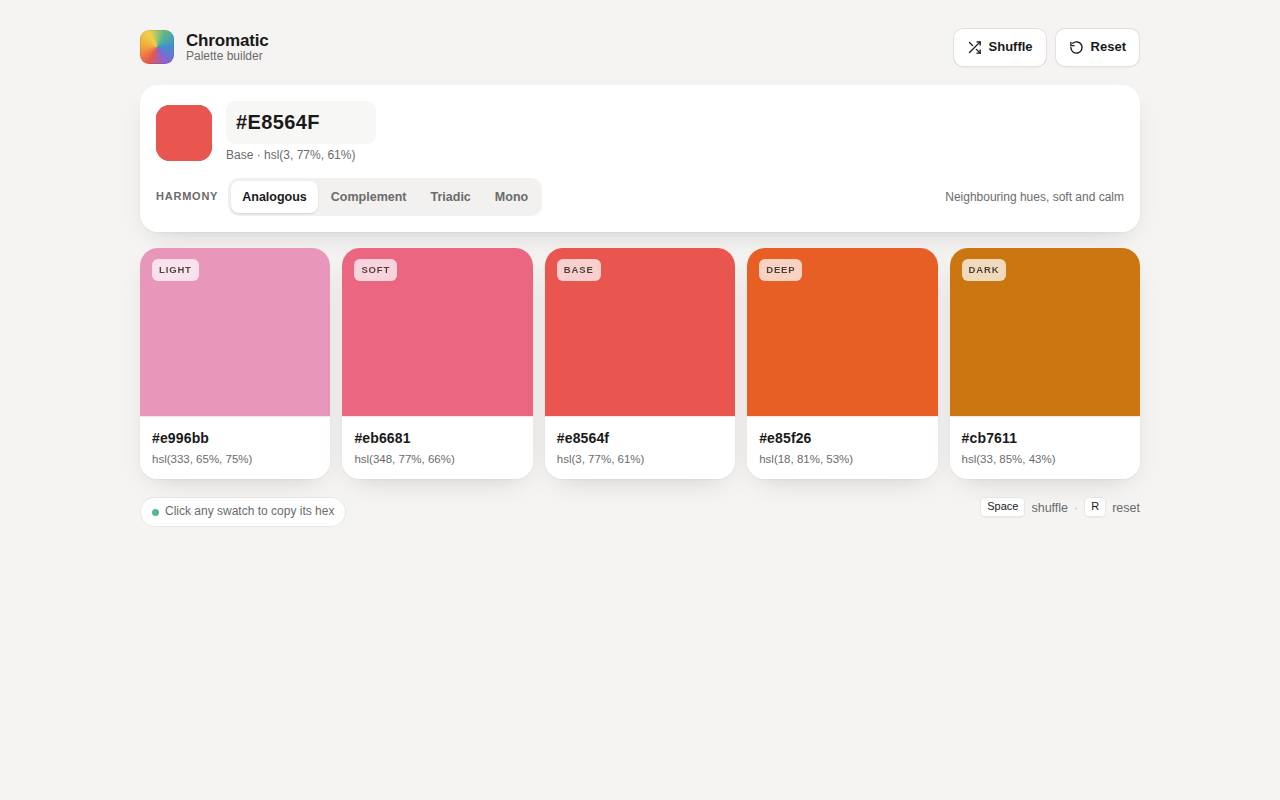 Chromatic
Palette builder
Shuffle
Reset
#E8564F
Base · hsl(3, 77%, 61%)
HARMONY
Analogous
Complement
Triadic
Mono
Neighbouring hues, soft and calm
LIGHT
SOFT
BASE
DEEP
DARK
#e996bb
hsl(333, 65%, 75%)
#eb6681
hsl(348, 77%, 66%)
#e8564f
hsl(3, 77%, 61%)
#e85f26
hsl(18, 81%, 53%)
#cb7611
hsl(33, 85%, 43%)
Click any swatch to copy its hex
Space shuffle · R reset